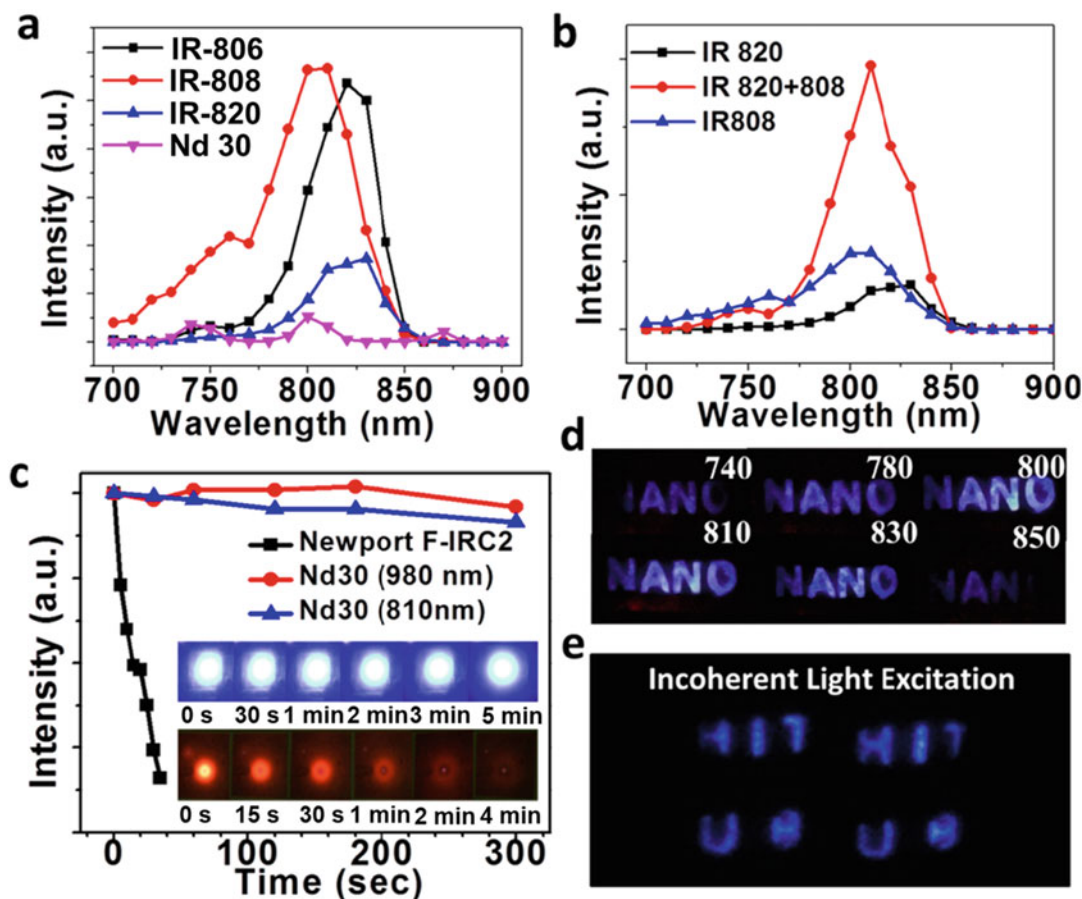 a
IR-806
IR-808
IR-820
Nd 30
Intensity (a.u.)
700 750 800 850 900
Wavelength (nm)
b
IR 820
IR 820+808
IR808
Intensity (a.u.)
700 750 800 850 900
Wavelength (nm)
c
Newport F-IRC2
Nd30 (980 nm)
Nd30 (810nm)
0 s 30 s 1 min 2 min 3 min 5 min
0 s 15 s 30 s 1 min 2 min 4 min
Intensity (a.u.)
0 100 200 300
Time (sec)
d
740 780 800
NANO NANO NANO
810 830 850
NANO NANO NAN
e
Incoherent Light Excitation
HIT HIT
U B U B